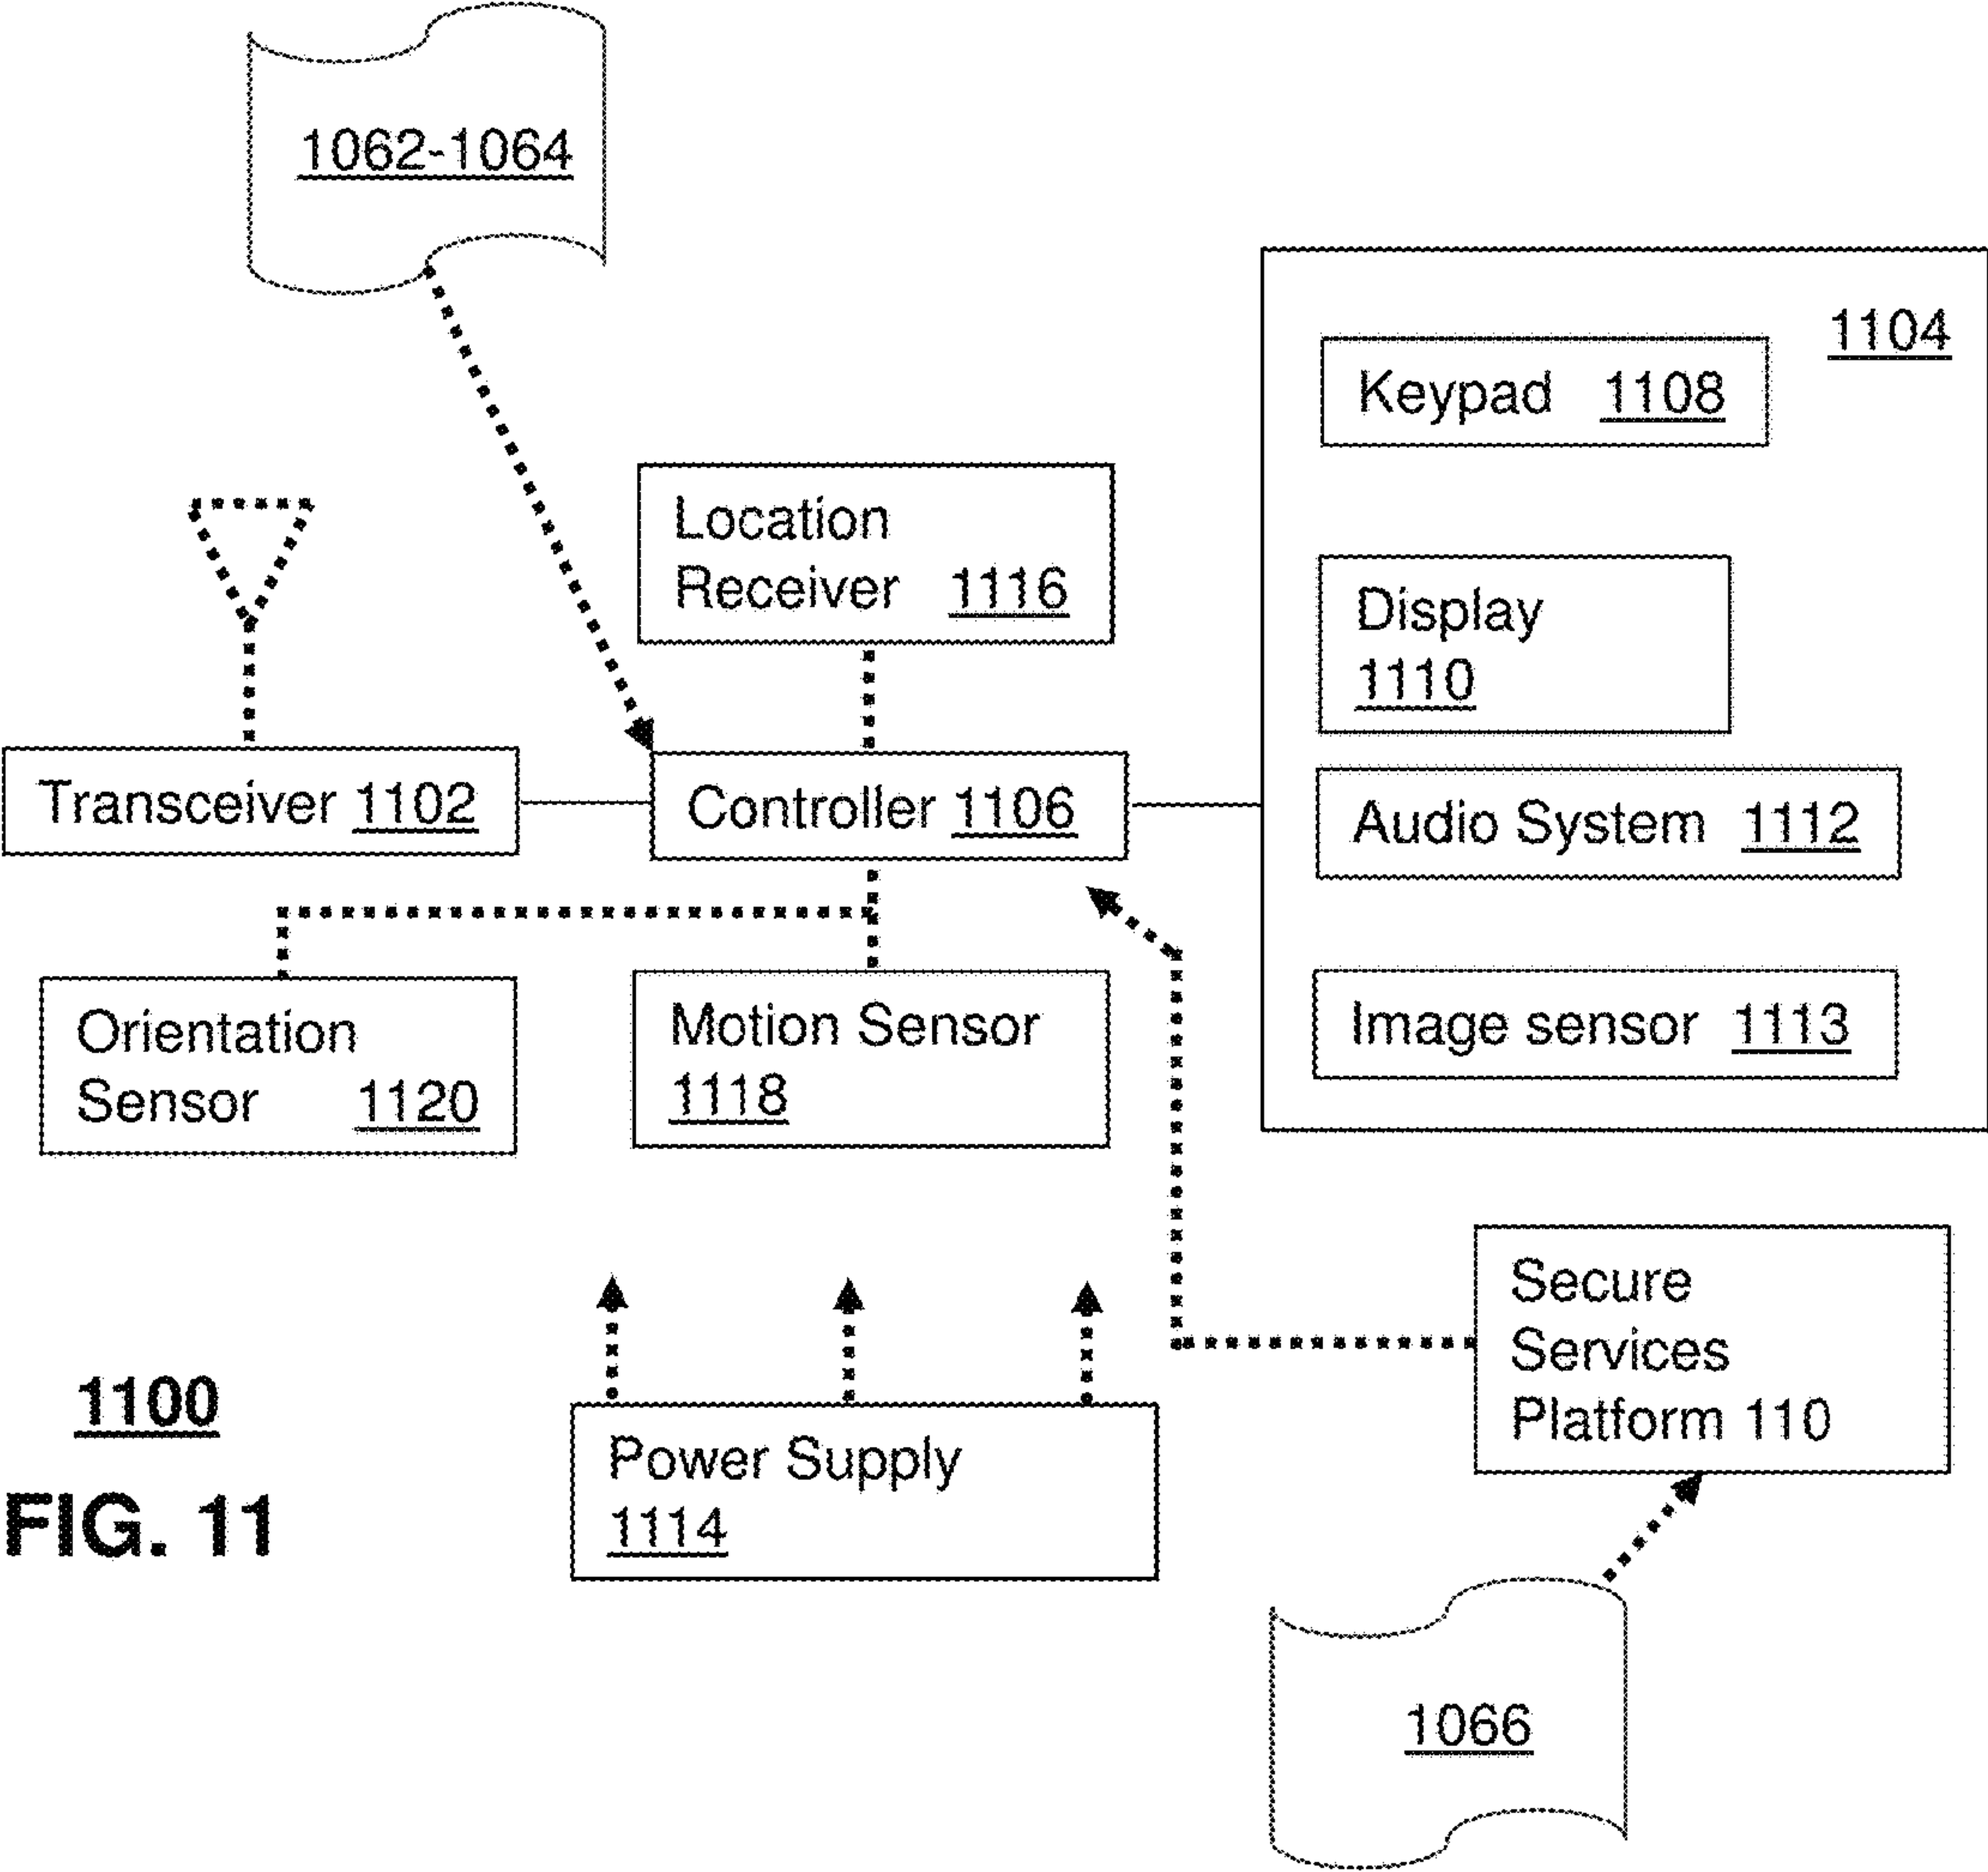 1062-1064
1104
Keypad 1108
Location
Receiver 1116
Display
1110
Transceiver 1102
Controller 1106
Audio System 1112
Orientation
Sensor 1120
Motion Sensor
1118
Image sensor 1113
Secure
Services
Platform 110
1100
FIG. 11
Power Supply
1114
1066